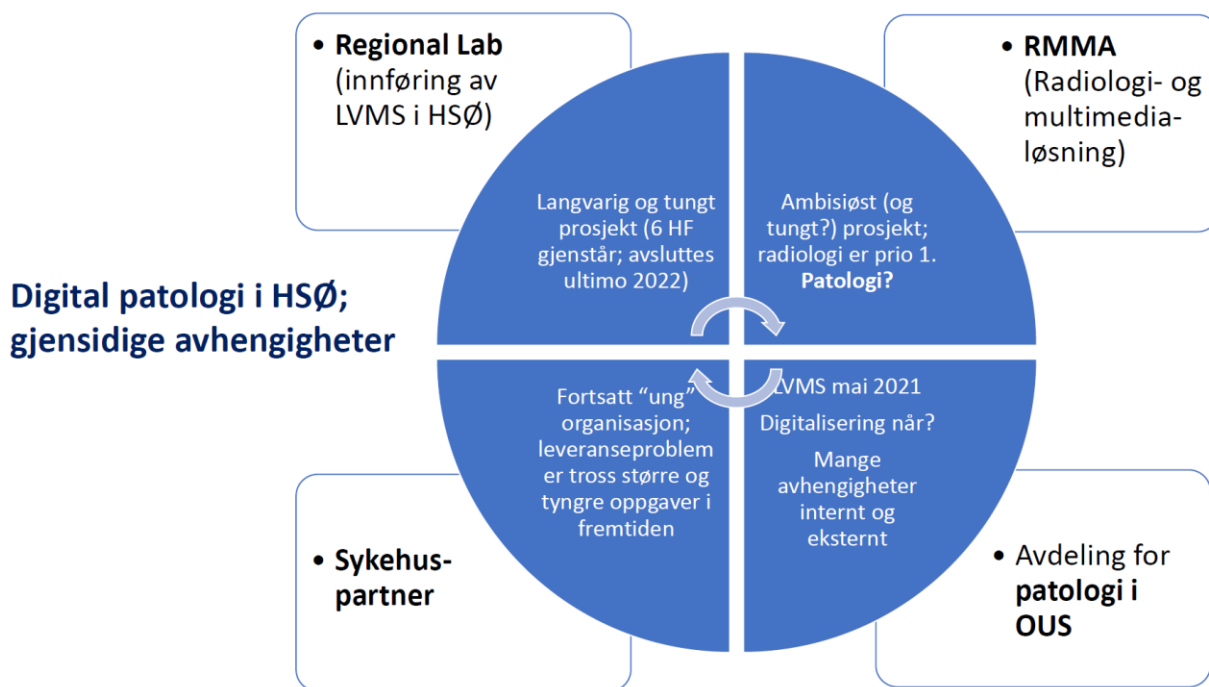 • Regional Lab
(innføring av
LVMS i HSØ)
• RMMA
(Radiologi- og
multimedia-
løsning)
Langvarig og tungt
prosjekt (6 HF
gjenstår; avsluttes
ultimo 2022)
Ambisiøst (og
tungt?) prosjekt;
radiologi er prio 1.
Patologi?
Digital patologi i HSØ;
gjensidige avhengigheter
Fortsatt “ung”
organisasjon;
leveranseproblem
er tross større og
tyngre oppgaver i
fremtiden
LVMS mai 2021
Digitalisering når?
Mange
avhengigheter
internt og
eksternt
• Sykehus-
partner
• Avdeling for
patologi i
OUS